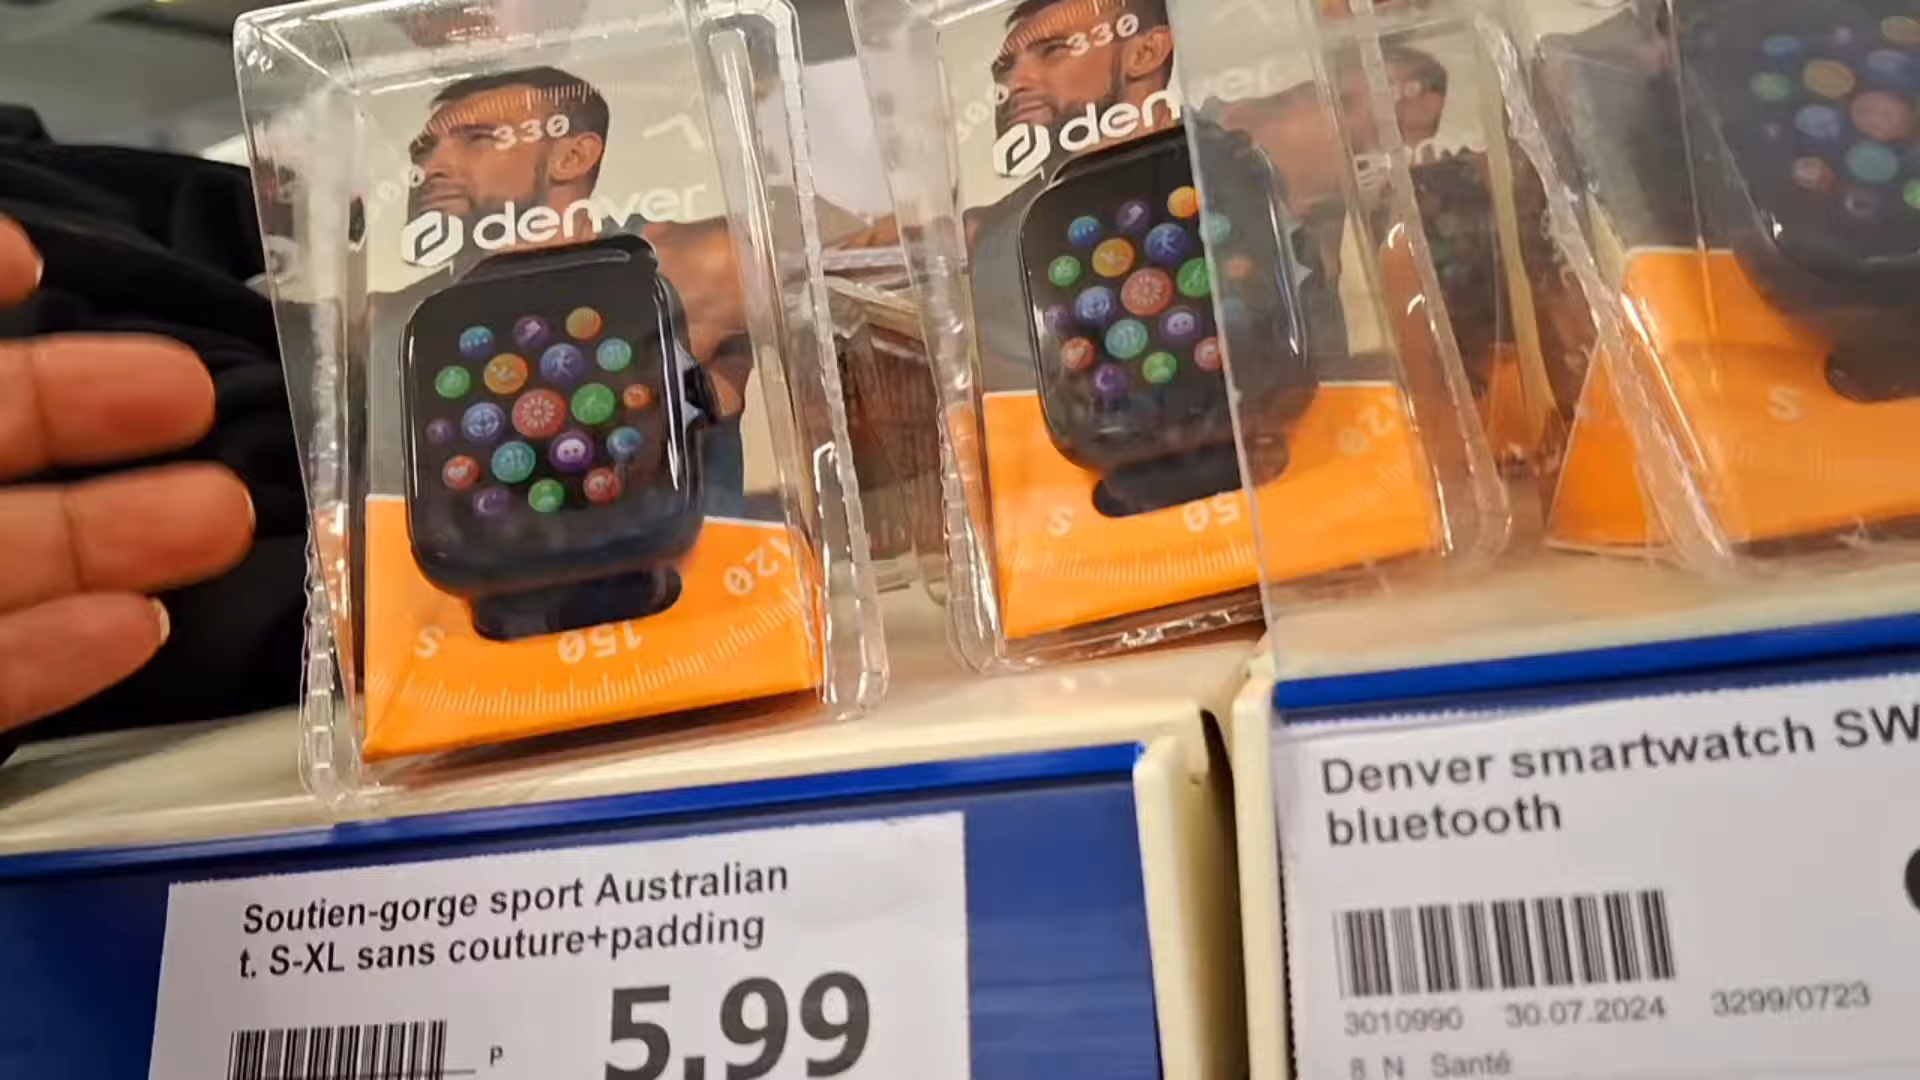 330
denver
S
150
120
330
denver
S
150
120
S
Soutien-gorge sport Australian
t. S-XL sans couture+padding
P
5.99
Denver smartwatch SW
bluetooth
3010990 30.07.2024 3299/0723
8 N Santé